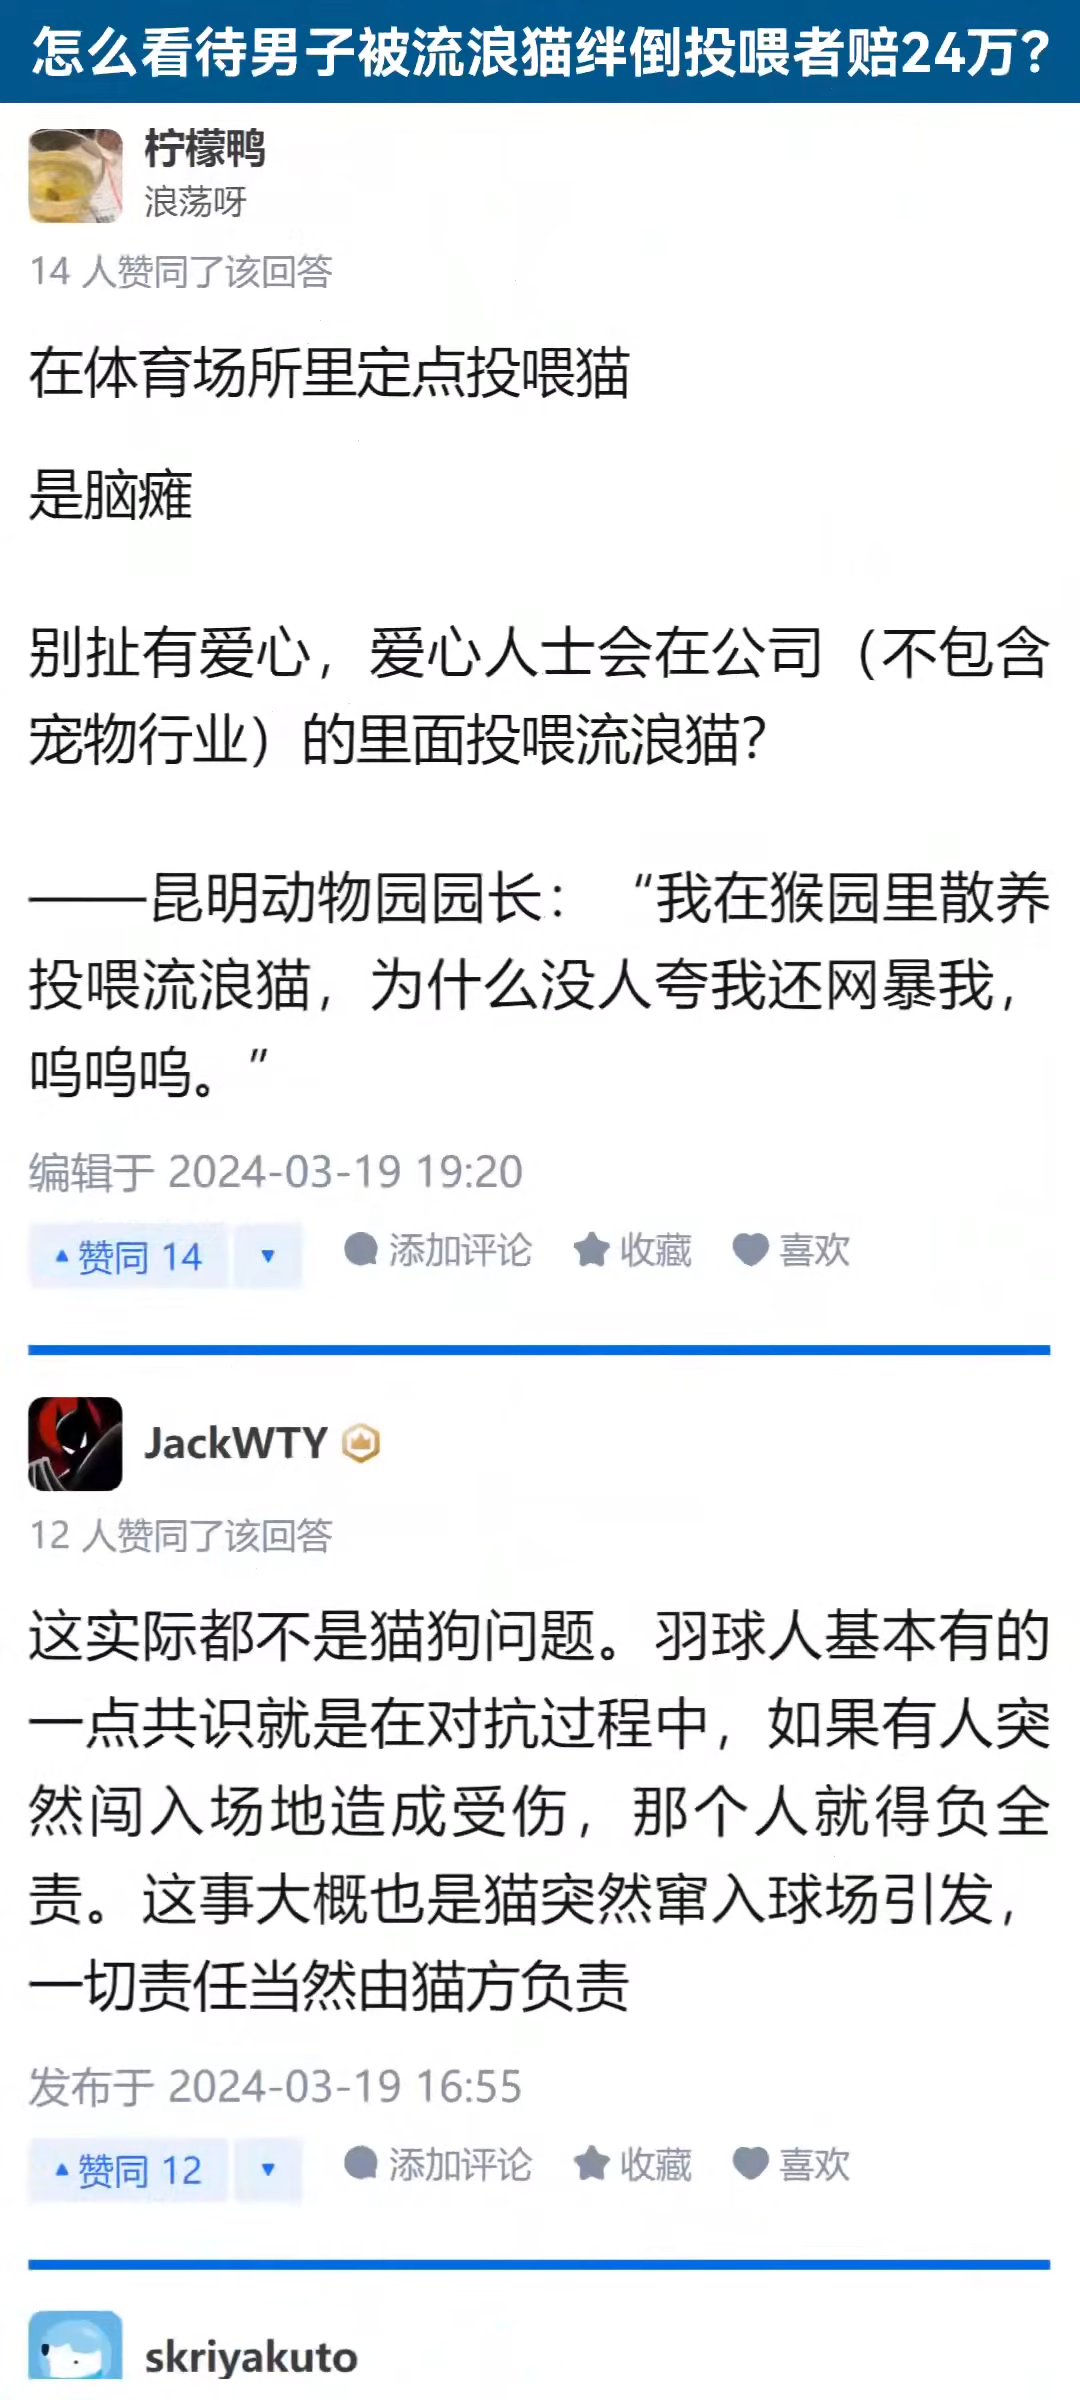 怎么看待男子被流浪猫绊倒投喂者赔24万?
柠檬鸭
浪荡呀
14 人赞同了该回答
在体育场所里定点投喂猫
是脑瘫
别扯有爱心，爱心人士会在公司（不包含
宠物行业）的里面投喂流浪猫?
——昆明动物园园长：“我在猴园里散养
投喂流浪猫，为什么没人夸我还网暴我，
呜呜呜。”
编辑于 2024-03-19 19:20
赞同 14 添加评论 收藏 喜欢
JackWTY
12 人赞同了该回答
这实际都不是猫狗问题。羽球人基本有的
一点共识就是在对抗过程中，如果有人突
然闯入场地造成受伤，那个人就得负全
责。这事大概也是猫突然窜入球场引发，
一切责任当然由猫方负责
发布于 2024-03-19 16:55
赞同 12 添加评论 收藏 喜欢
skriyakuto